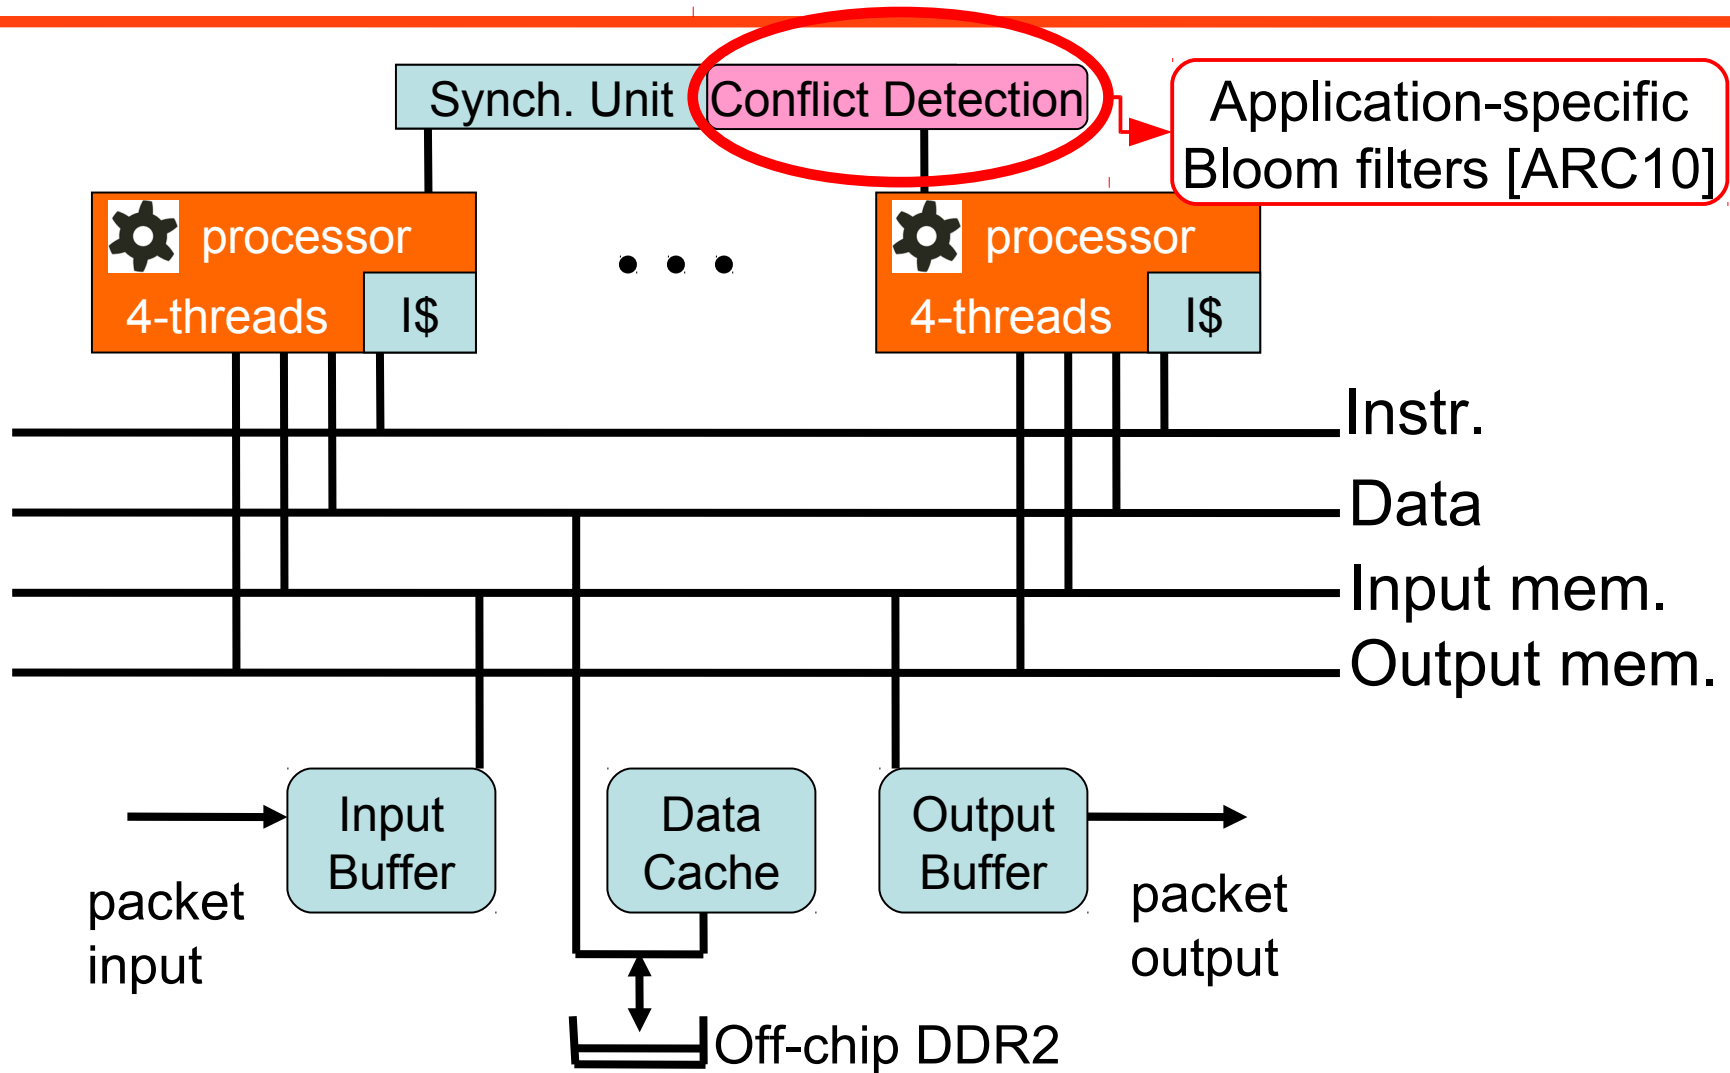 Synch. Unit
Conflict Detection
Application-specific
Bloom filters [ARC10]
processor
4-threads
I$
processor
4-threads
I$
Instr.
Data
Input mem.
Output mem.
Input
Buffer
Data
Cache
Output
Buffer
packet
input
packet
output
Off-chip DDR2